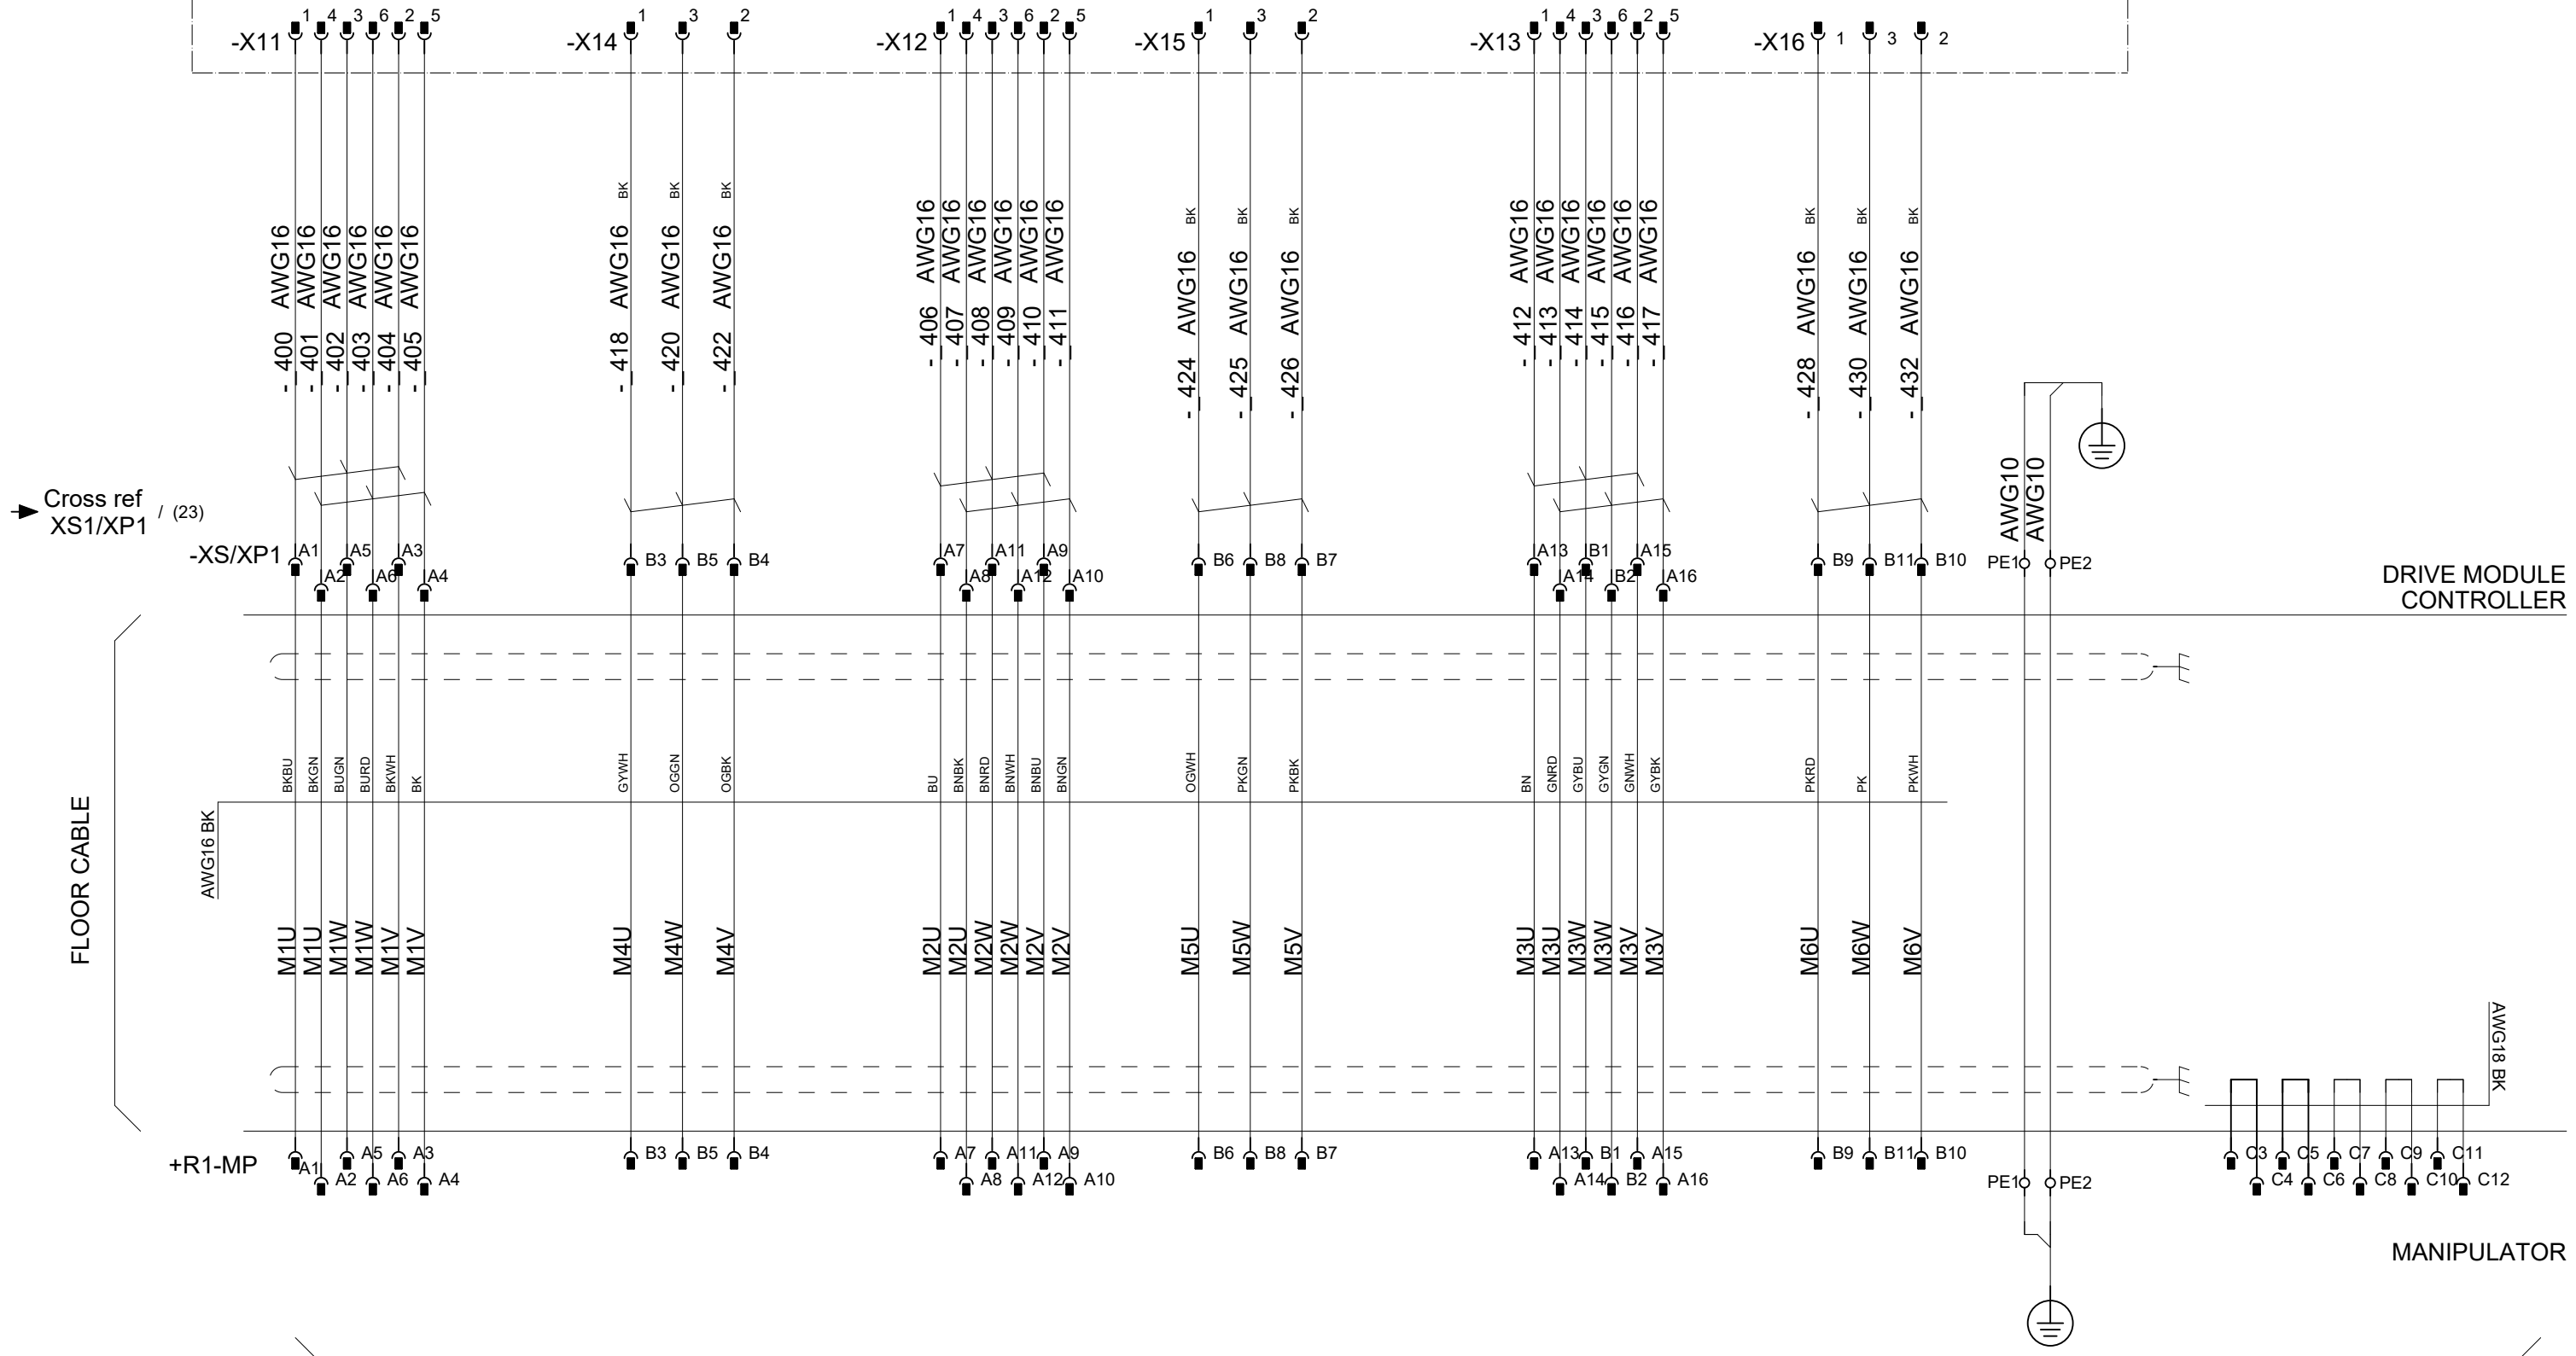 1 4 3 6 2 5
-X11
1 3 2
-X14
1 4 3 6 2 5
-X12
1 3 2
-X15
1 4 3 6 2 5
-X13
-X16 1 3 2
- 400 AWG16
- 401 AWG16
- 402 AWG16
- 403 AWG16
- 404 AWG16
- 405 AWG16
- 418 AWG16 BK
- 420 AWG16 BK
- 422 AWG16 BK
- 406 AWG16
- 407 AWG16
- 408 AWG16
- 409 AWG16
- 410 AWG16
- 411 AWG16
- 424 AWG16 BK
- 425 AWG16 BK
- 426 AWG16 BK
- 412 AWG16
- 413 AWG16
- 414 AWG16
- 415 AWG16
- 416 AWG16
- 417 AWG16
- 428 AWG16 BK
- 430 AWG16 BK
- 432 AWG16 BK
AWG10
AWG10
Cross ref
XS1/XP1 / (23)
-XS/XP1 A1 A5 A3 B3 B5 B4 A7 A11 A9 B6 B8 B7 A13 B1 A15 B9 B11 B10 PE1 PE2
A2 A6 A4 A8 A12 A10 A14 B2 A16
DRIVE MODULE
CONTROLLER
FLOOR CABLE
AWG16 BK
BKBU
BKGN
BUGN
BURD
BKWH
BK
GYWH
OGGN
OGBK
BU
BNBK
BNRD
BNWH
BNBU
BNGN
OGWH
PKGN
PKBK
BN
GNRD
GYBU
GYGN
GNWH
GYBK
PKRD
PK
PKWH
M1U
M1U
M1W
M1W
M1V
M1V
M4U
M4W
M4V
M2U
M2U
M2W
M2W
M2V
M2V
M5U
M5W
M5V
M3U
M3U
M3W
M3W
M3V
M3V
M6U
M6W
M6V
AWG18 BK
+R1-MP A1 A5 A3 B3 B5 B4 A7 A11 A9 B6 B8 B7 A13 B1 A15 B9 B11 B10 C3 C5 C7 C9 C11
A2 A6 A4 A8 A12 A10 A14 B2 A16 PE1 PE2 C4 C6 C8 C10 C12
MANIPULATOR